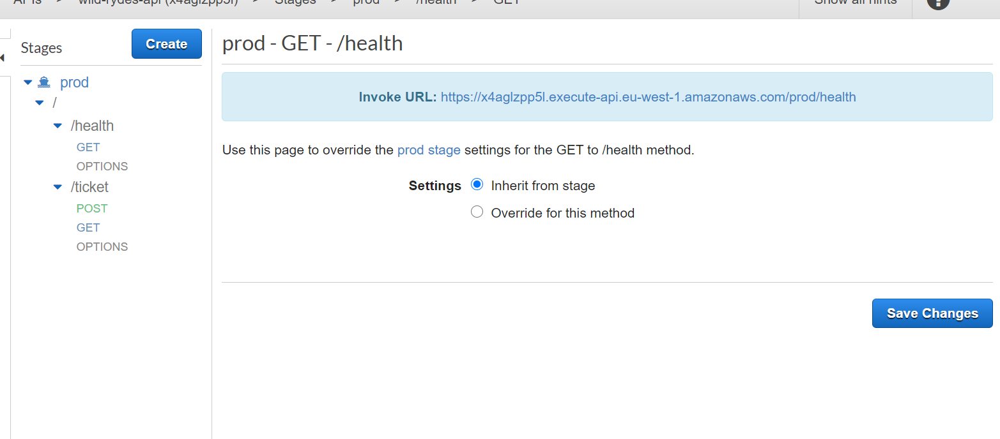 APIs > wild-rydes-api (x4aglzpp5l) > Stages > prod > /health > GET
Show all hints
?
Stages
Create
prod
/
/health
GET
OPTIONS
/ticket
POST
GET
OPTIONS
prod - GET - /health
Invoke URL: https://x4aglzpp5l.execute-api.eu-west-1.amazonaws.com/prod/health
Use this page to override the prod stage settings for the GET to /health method.
Settings
Inherit from stage
Override for this method
Save Changes